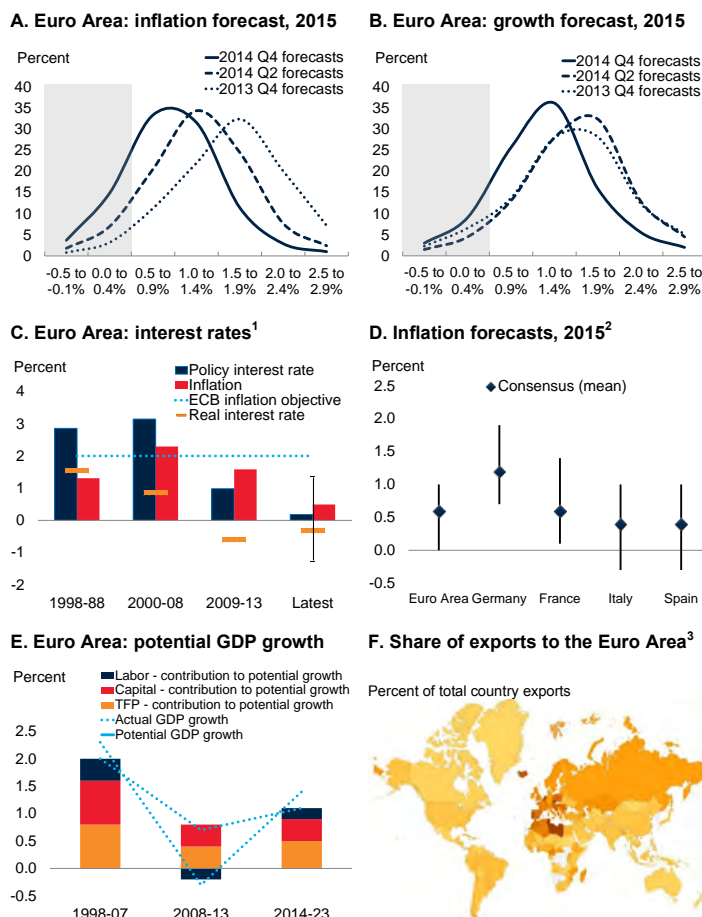 A. Euro Area: inflation forecast, 2015
Percent
2014 Q4 forecasts
2014 Q2 forecasts
2013 Q4 forecasts
40
35
30
25
20
15
10
5
0
-0.5 to 0.0 to 0.5 to 1.0 to 1.5 to 2.0 to 2.5 to
-0.1% 0.4% 0.9% 1.4% 1.9% 2.4% 2.9%
B. Euro Area: growth forecast, 2015
Percent
2014 Q4 forecasts
2014 Q2 forecasts
2013 Q4 forecasts
40
35
30
25
20
15
10
5
0
-0.5 to 0.0 to 0.5 to 1.0 to 1.5 to 2.0 to 2.5 to
-0.1% 0.4% 0.9% 1.4% 1.9% 2.4% 2.9%
C. Euro Area: interest rates1
Percent
Policy interest rate
Inflation
ECB inflation objective
Real interest rate
4
3
2
1
0
-1
-2
1998-88 2000-08 2009-13 Latest
D. Inflation forecasts, 2015²
Percent
Consensus (mean)
2.5
2.0
1.5
1.0
0.5
0.0
-0.5
Euro Area Germany France Italy Spain
E. Euro Area: potential GDP growth
Percent
Labor - contribution to potential growth
Capital - contribution to potential growth
TFP - contribution to potential growth
Actual GDP growth
Potential GDP growth
2.5
2.0
1.5
1.0
0.5
0.0
-0.5
1998-07 2008-13 2014-23
F. Share of exports to the Euro Area³
Percent of total country exports